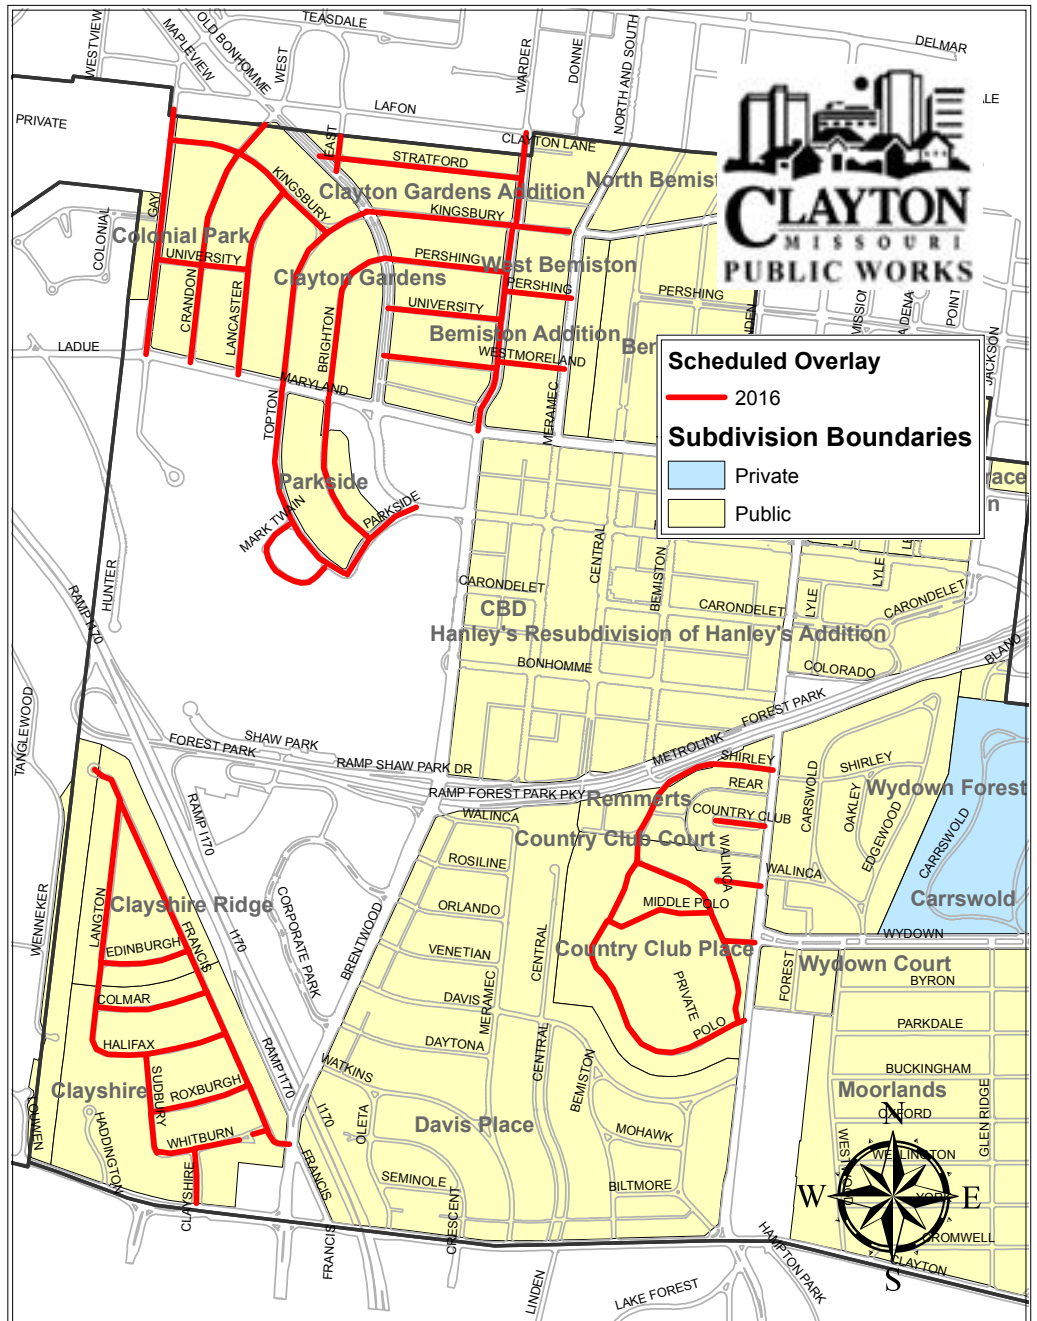 TEASDALE
WESTVIEW
MAPLEVIEW
OLD BONHOMME
WEST
WARDER
DONNE
NORTH AND SOUTH
DELMAR
LAFON
PRIVATE
EAST
CLAYTON LANE
STRATFORD
CLAYTON
MISSOURI
PUBLIC WORKS
KINGSBURY
Clayton Gardens Addition
North Bemist
KINGSBURY
GAY
COLONIAL
Colonial Park
UNIVERSITY
PERSHING
West Bemiston
Clayton Gardens
PERSHING
PERSHING
CRANDON
LANCASTER
BRIGHTON
UNIVERSITY
Bemiston Addition
Ber
WESTMORELAND
LADUE
MARYLAND
TOPTON
MERAMEC
JACKSON
POINT
Scheduled Overlay
2016
Subdivision Boundaries
Private
Public
Parkside
MARK TWAIN
PARKSIDE
race
n
HUNTER
RAMP I170
CENTRAL
BEMISTON
CARONDELET
CBD
CARONDELET
LYLE
LYLE
CARONDELET
Hanley's Resubdivision of Hanley's Addition
BONHOMME
COLORADO
BLAND
TANGLEWOOD
FOREST PARK
SHAW PARK
FOREST PARK
METROLINK
RAMP SHAW PARK DR
RAMP FOREST PARK PKY
SHIRLEY
SHIRLEY
REAR
Remmerts
Wydown Forest
RAMP I170
WALINCA
COUNTRY CLUB
CARSWOLD
OAKLEY
EDGEWOOD
CARRSWOLD
Country Club Court
ROSILINE
WALINCA
WALINCA
Clayshire Ridge
LANGTON
FRANCIS
I170
CORPORATE PARK
BRENTWOOD
ORLANDO
MIDDLE POLO
Carrswold
WENNEKER
EDINBURGH
VENETIAN
CENTRAL
Country Club Place
WYDOWN
Wydown Court
FOREST
BYRON
COLMAR
DAVIS
MERAMEC
PRIVATE
POLO
PARKDALE
HALIFAX
DAYTONA
CENTRAL
BEMISTON
RAMP I170
WATKINS
BUCKINGHAM
Clayshire
SUDBURY
ROXBURGH
Moorlands
HADDINGTON
I170
OLETA
Davis Place
OXFORD
GLEN RIDGE
WHITBURN
MOHAWK
N
WELLINGTON
CLAYSHIRE
FRANCIS
SEMINOLE
BILTMORE
W
YORK
E
CRESCENT
FRANCIS
HAMPTON PARK
CROMWELL
CLAYTON
S
LINDEN
LAKE FOREST